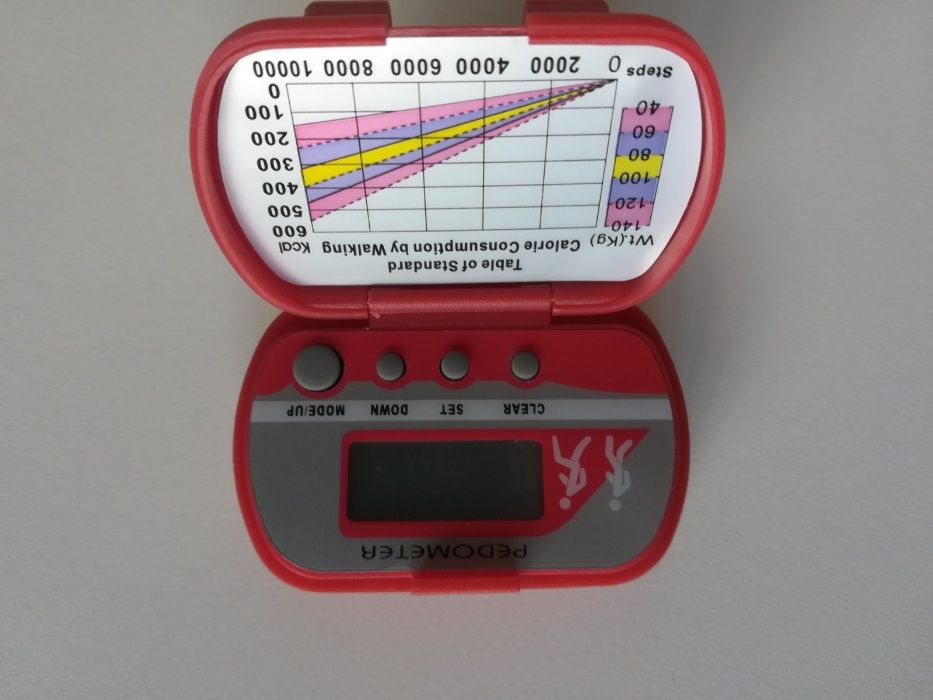 PEDOMETER
CLEAR SET DOWN MODE/UP
Table of Standard
Wt.(Kg) Calorie Consumption by Walking Kcal
140 600
120 500
100 400
80 300
60 200
40 100
0
Steps 0 2000 4000 6000 8000 10000